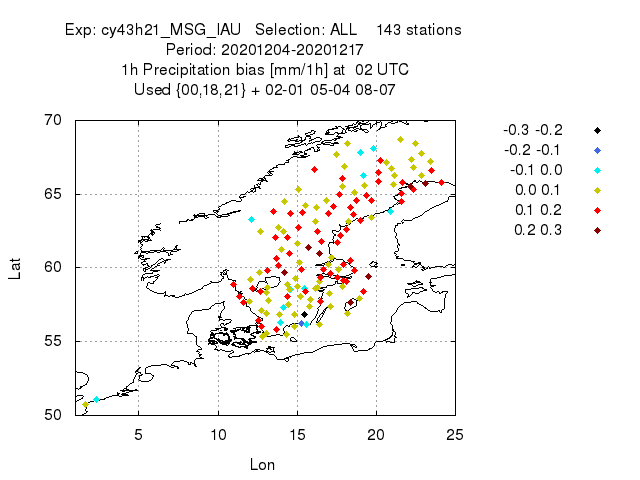 Exp: cy43h21_MSG_IAU   Selection: ALL    143 stations
Period: 20201204-20201217
1h Precipitation bias [mm/1h] at  02 UTC
Used {00,18,21} + 02-01 05-04 08-07
70
65
60
55
50
Lat
5
10
15
20
25
Lon
-0.3 -0.2
-0.2 -0.1
-0.1 0.0
0.0 0.1
0.1 0.2
0.2 0.3